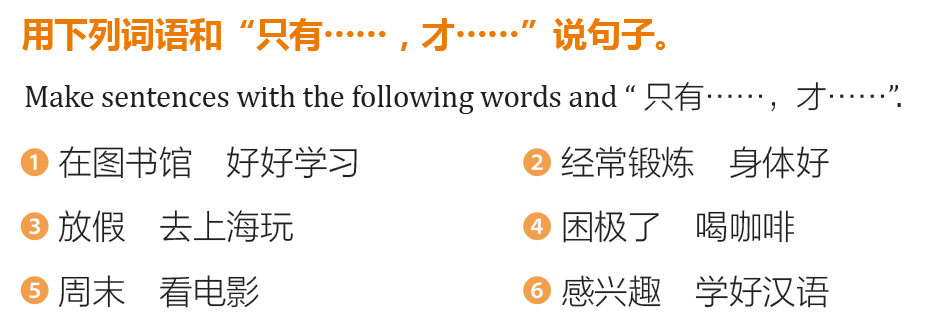 用下列词语和“只有……，才……”说句子。
Make sentences with the following words and “ 只有……，才……”.
1 在图书馆 好好学习 2 经常锻炼 身体好
3 放假 去上海玩 4 困极了 喝咖啡
5 周末 看电影 6 感兴趣 学好汉语